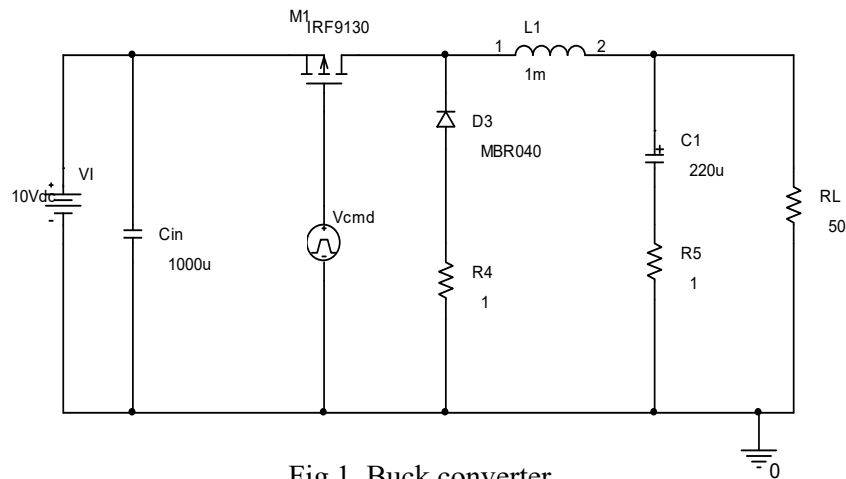 M1
IRF9130
L1
1
2
1m
D3
MBR040
C1
220u
VI
10Vdc
Vcmd
Cin
1000u
RL
50
R4
1
R5
1
0
Fig 1. Buck converter